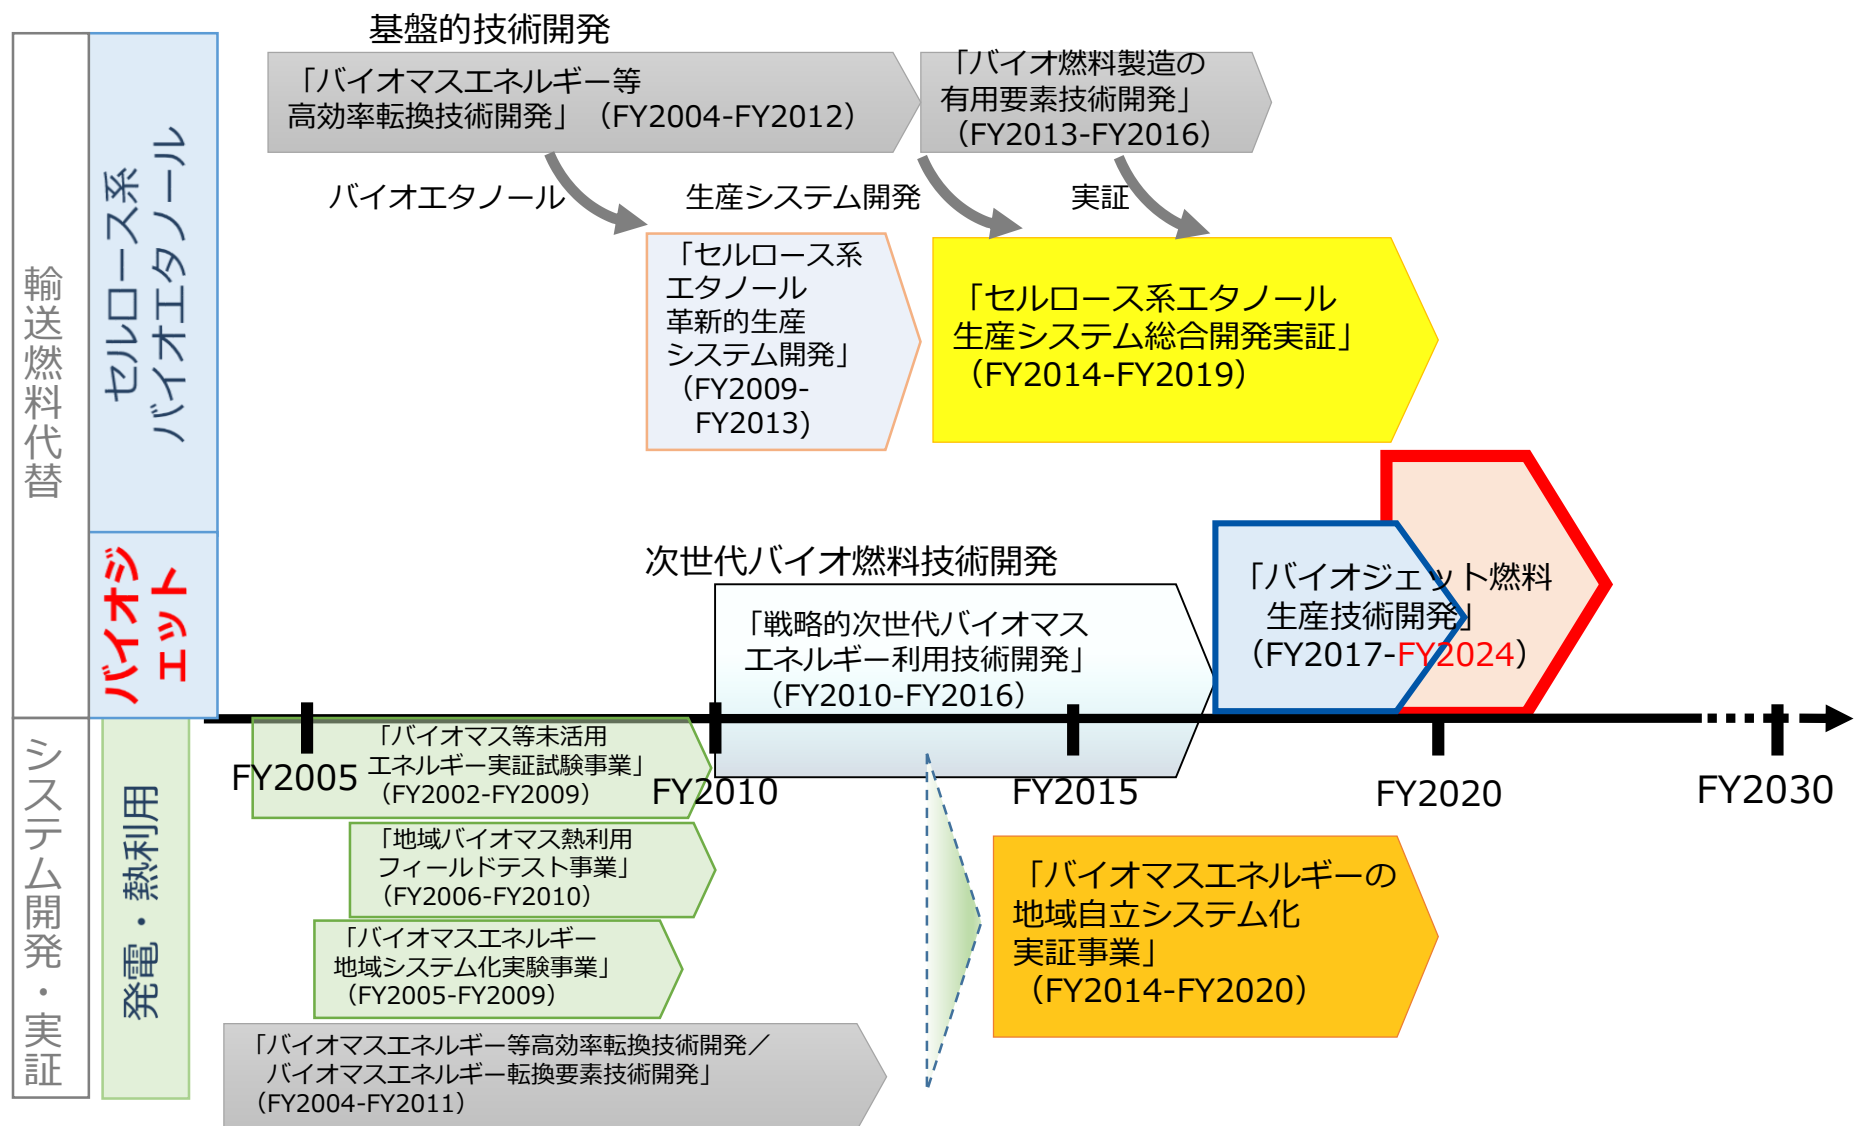 輸送燃料代替
システム開発・実証
セルロース系
バイオエタノール
バイオジ
ェット
発電・熱利用
基盤的技術開発
「バイオマスエネルギー等
高効率転換技術開発」（FY2004-FY2012）
「バイオ燃料製造の
有用要素技術開発」
（FY2013-FY2016）
バイオエタノール
生産システム開発
実証
「セルロース系
エタノール
革新的生産
システム開発」
（FY2009-
FY2013)
「セルロース系エタノール
生産システム総合開発実証」
（FY2014-FY2019）
次世代バイオ燃料技術開発
「戦略的次世代バイオマス
エネルギー利用技術開発」
（FY2010-FY2016）
「バイオジェット燃料
生産技術開発」
（FY2017-FY2024）
FY2005
FY2010
FY2015
FY2020
FY2030
「バイオマス等未活用
エネルギー実証試験事業」
（FY2002-FY2009）
「地域バイオマス熱利用
フィールドテスト事業」
（FY2006-FY2010）
「バイオマスエネルギー
地域システム化実験事業」
（FY2005-FY2009）
「バイオマスエネルギー等高効率転換技術開発／
バイオマスエネルギー転換要素技術開発」
（FY2004-FY2011）
「バイオマスエネルギーの
地域自立システム化
実証事業」
（FY2014-FY2020）